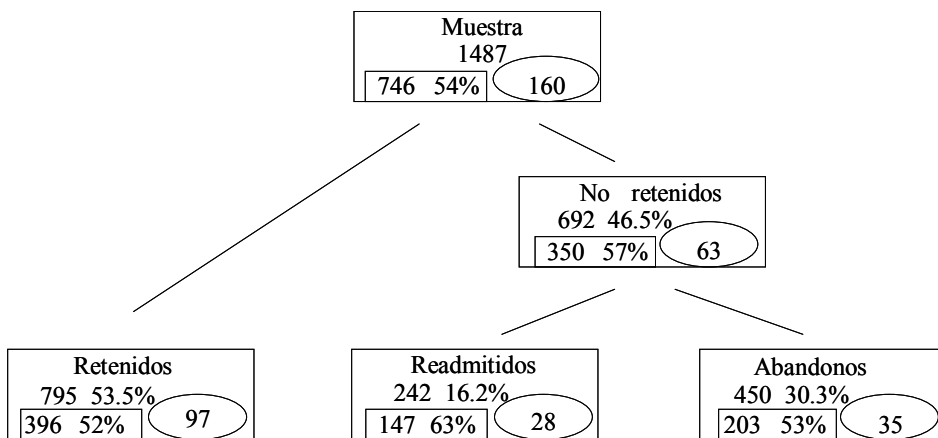 Muestra
1487
746 54% 160
No retenidos
692 46.5%
350 57% 63
Retenidos
795 53.5%
396 52% 97
Readmitidos
242 16.2%
147 63% 28
Abandonos
450 30.3%
203 53% 35